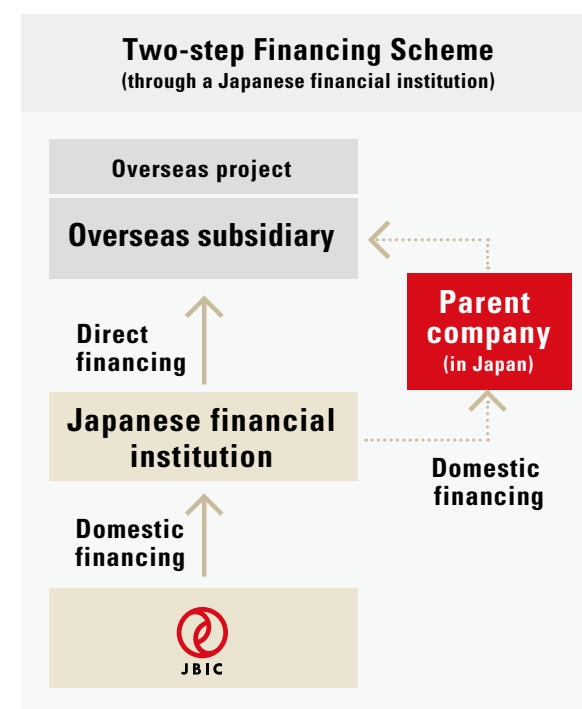 Two-step Financing Scheme
(through a Japanese financial institution)
Overseas project
Overseas subsidiary
Parent
company
(in Japan)
Direct
financing
Japanese financial
institution
Domestic
financing
Domestic
financing
JBIC